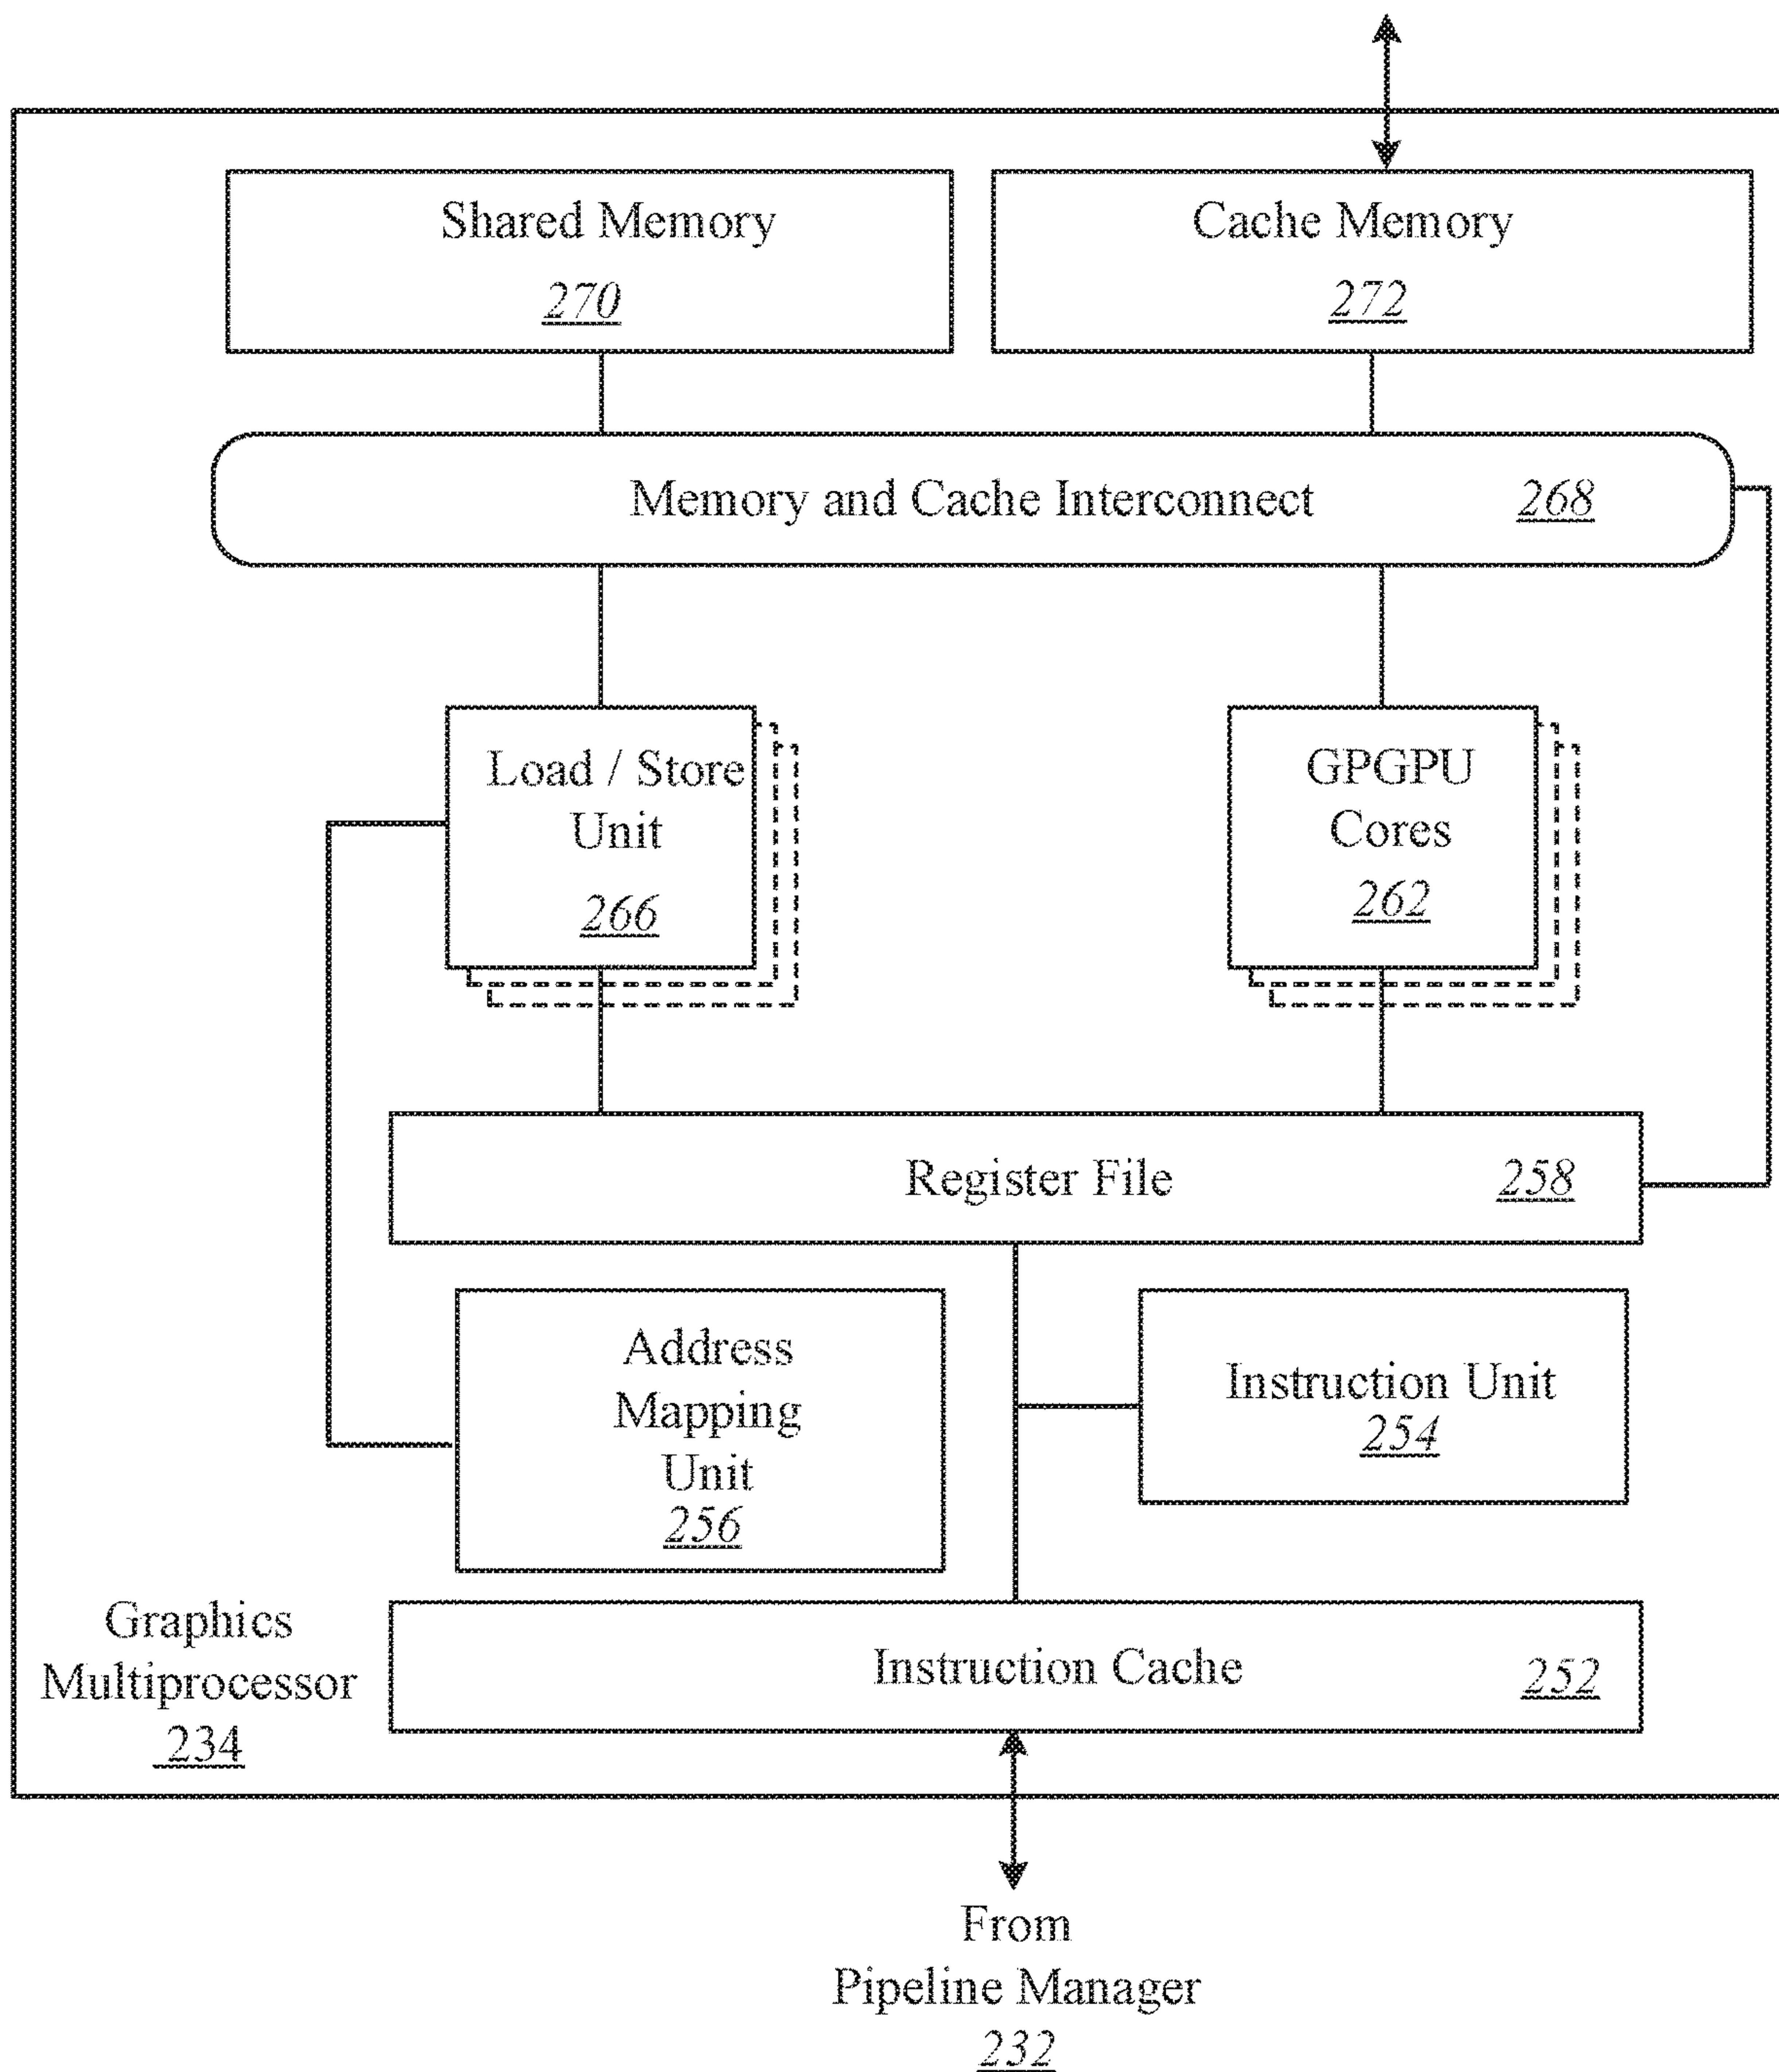 Shared Memory
270
Cache Memory
272
Memory and Cache Interconnect 268
Load / Store
Unit
266
GPGPU
Cores
262
Register File 258
Address
Mapping
Unit
256
Instruction Unit
254
Graphics
Multiprocessor
234
Instruction Cache 252
From
Pipeline Manager
232